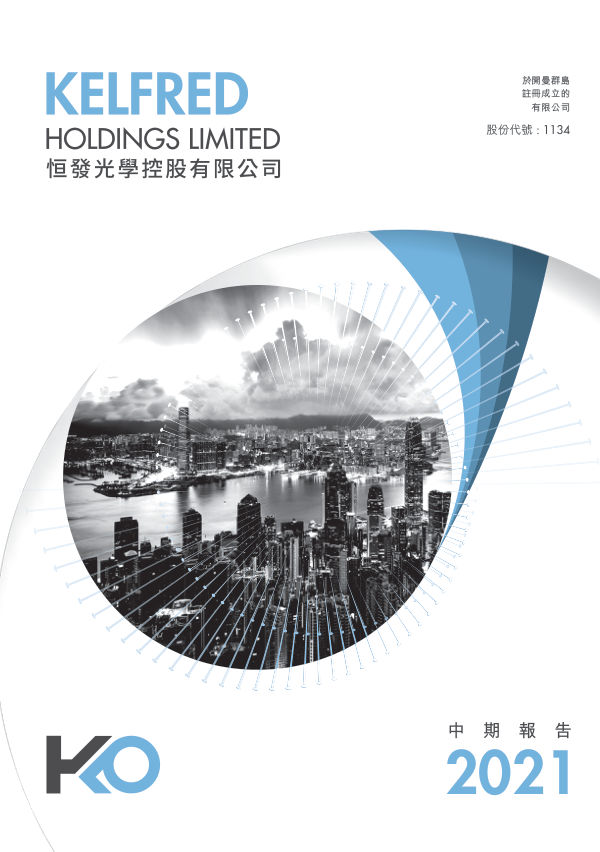 KELFRED
HOLDINGS LIMITED
恒發光學控股有限公司
於開曼群島
註冊成立的
有限公司
股份代號 : 1134
KO
中期報告
2021